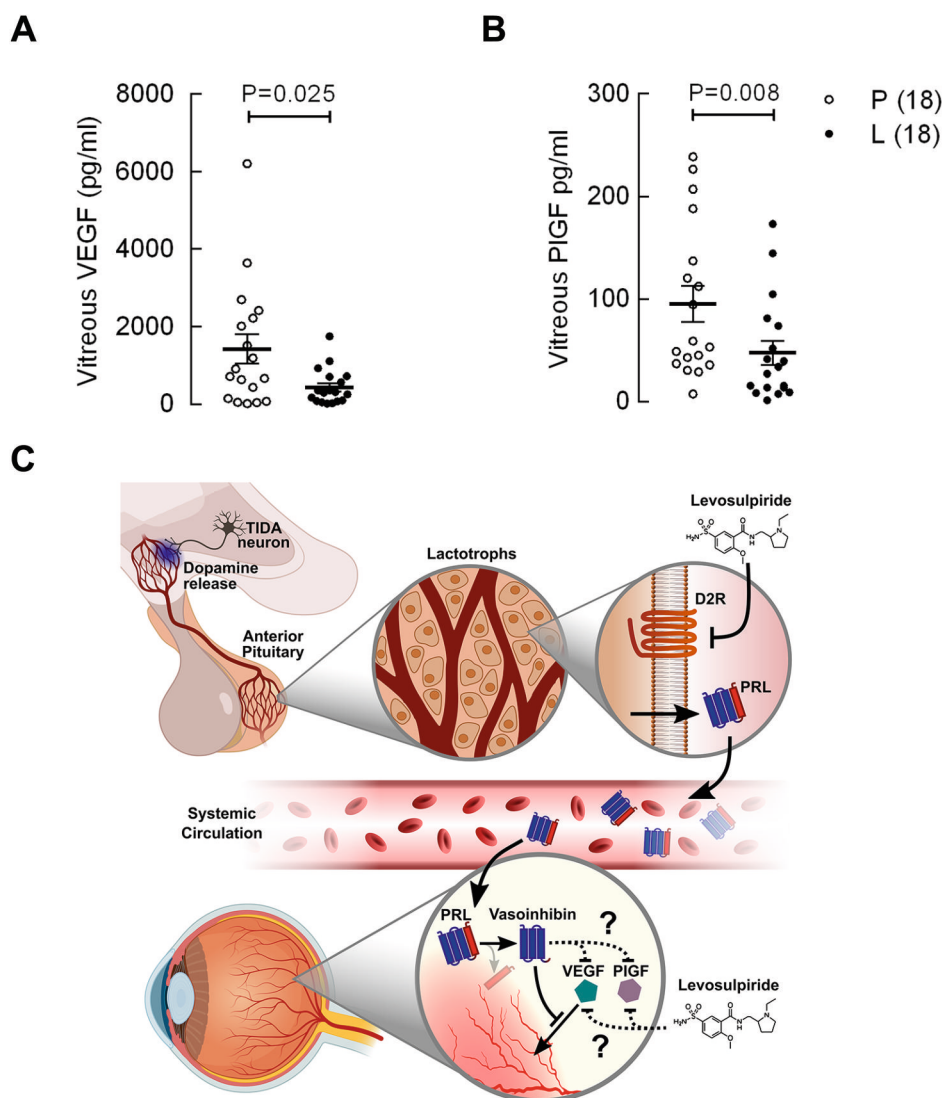 A
B
P=0.025
P=0.008
P (18)
L (18)
8000
6000
4000
2000
0
Vitreous VEGF (pg/ml)
300
200
100
0
Vitreous PIGF pg/ml
C
TIDA
neuron
Dopamine
release
Anterior
Pituitary
Lactotrophs
Levosulpiride
H₂N
S
O
O
O
N
H
N
O
D2R
PRL
Systemic
Circulation
PRL
Vasoinhibin
?
VEGF
PIGF
?
Levosulpiride
H₂N
S
O
O
O
N
H
N
O